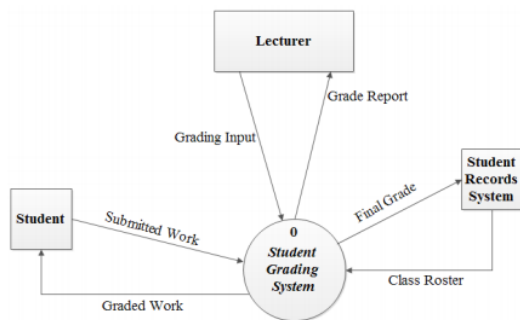 Lecturer
Grade Report
Grading Input
Student
Records
System
Final Grade
Student
Submitted Work
0
Student
Grading
System
Class Roster
Graded Work